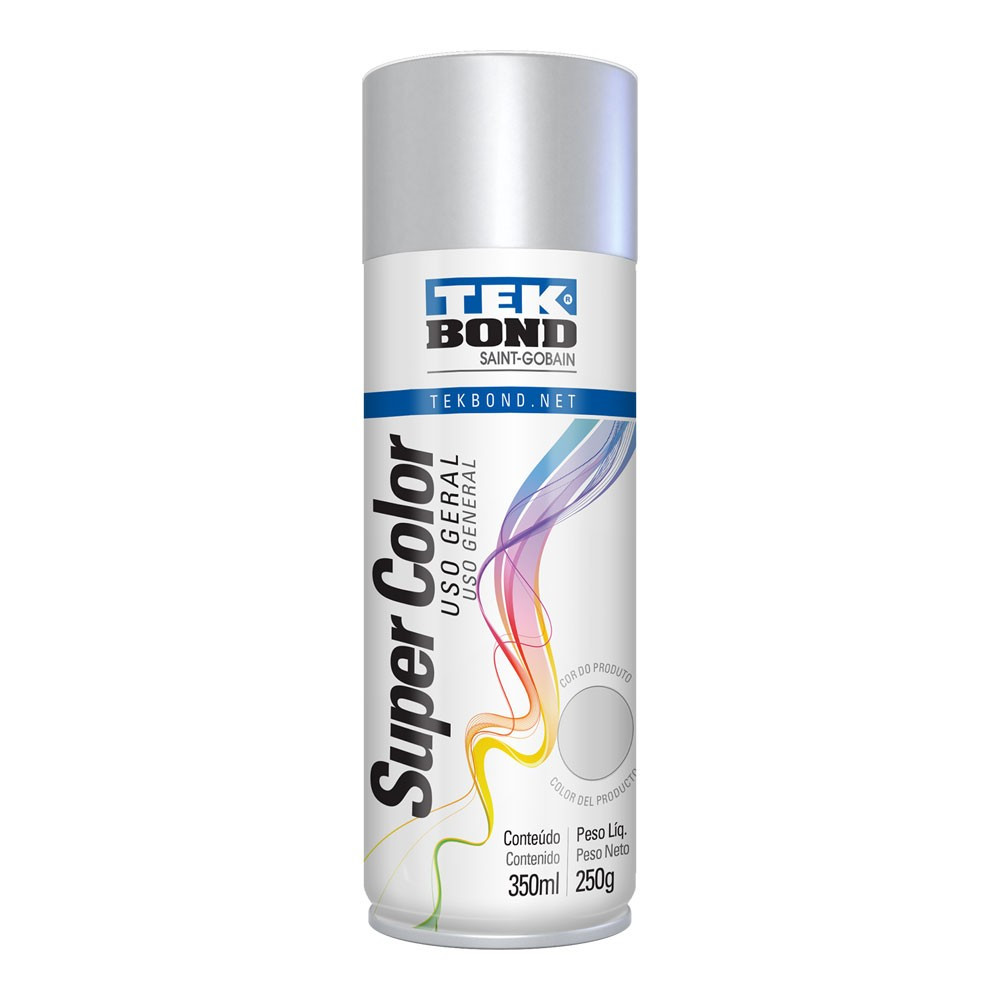 TEK®
BOND
SAINT-GOBAIN
TEKBOND.NET
Super Color
USO GERAL
USO GENERAL
COR DO PRODUTO
COLOR DEL PRODUCTO
Conteúdo
Contenido
350ml
Peso Líq.
Peso Neto
250g